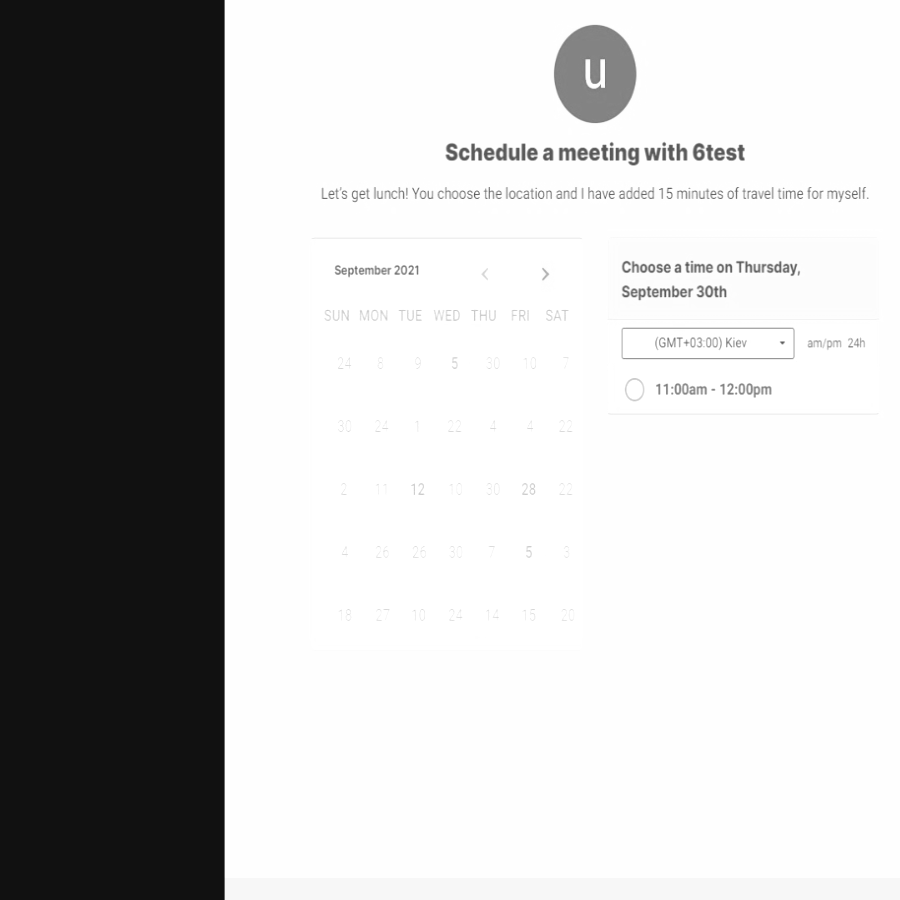 u
Schedule a meeting with 6test
Let's get lunch! You choose the location and I have added 15 minutes of travel time for myself.
September 2021
SUN MON TUE WED THU FRI SAT
24 8 9 5 30 10 7
30 24 1 22 4 4 22
2 11 12 10 30 28 22
4 26 26 30 7 5 3
18 27 10 24 14 15 20
Choose a time on Thursday,
September 30th
(GMT+03:00) Kiev am/pm 24h
11:00am - 12:00pm